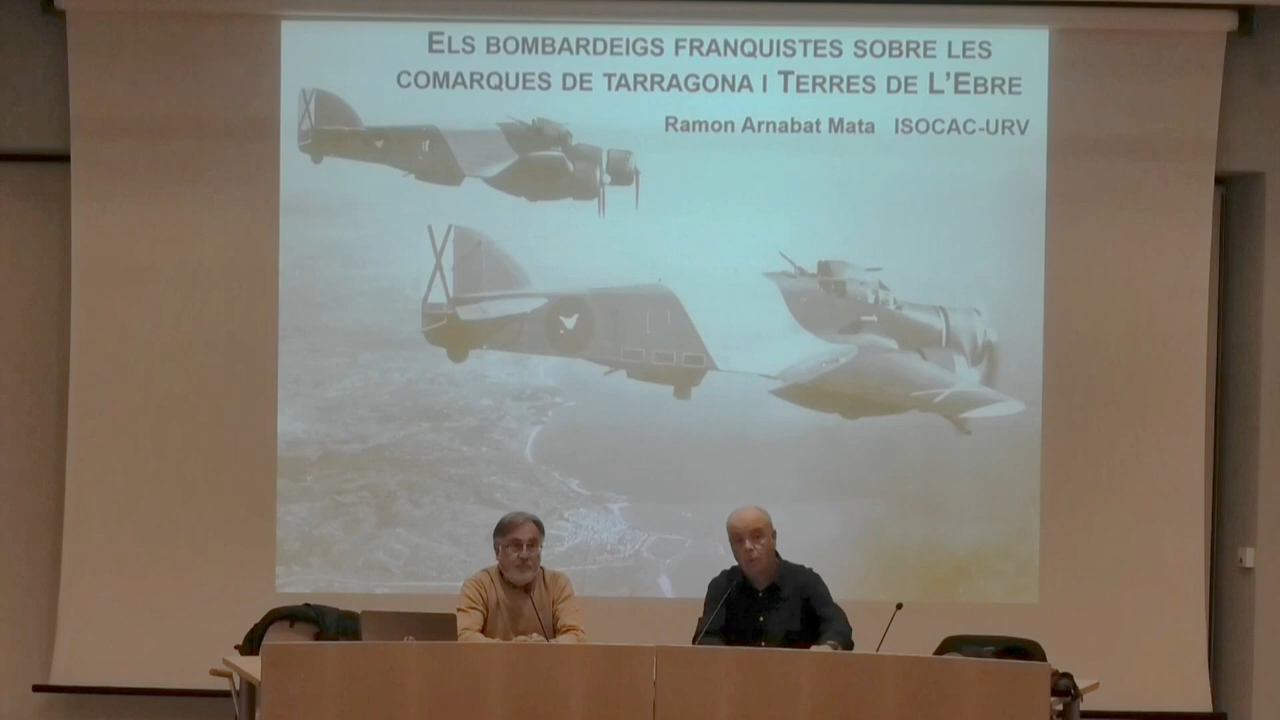 ELS BOMBARDEIGS FRANQUISTES SOBRE LES
COMARQUES DE TARRAGONA I TERRES DE L'EBRE
Ramon Arnabat Mata ISOCAC-URV